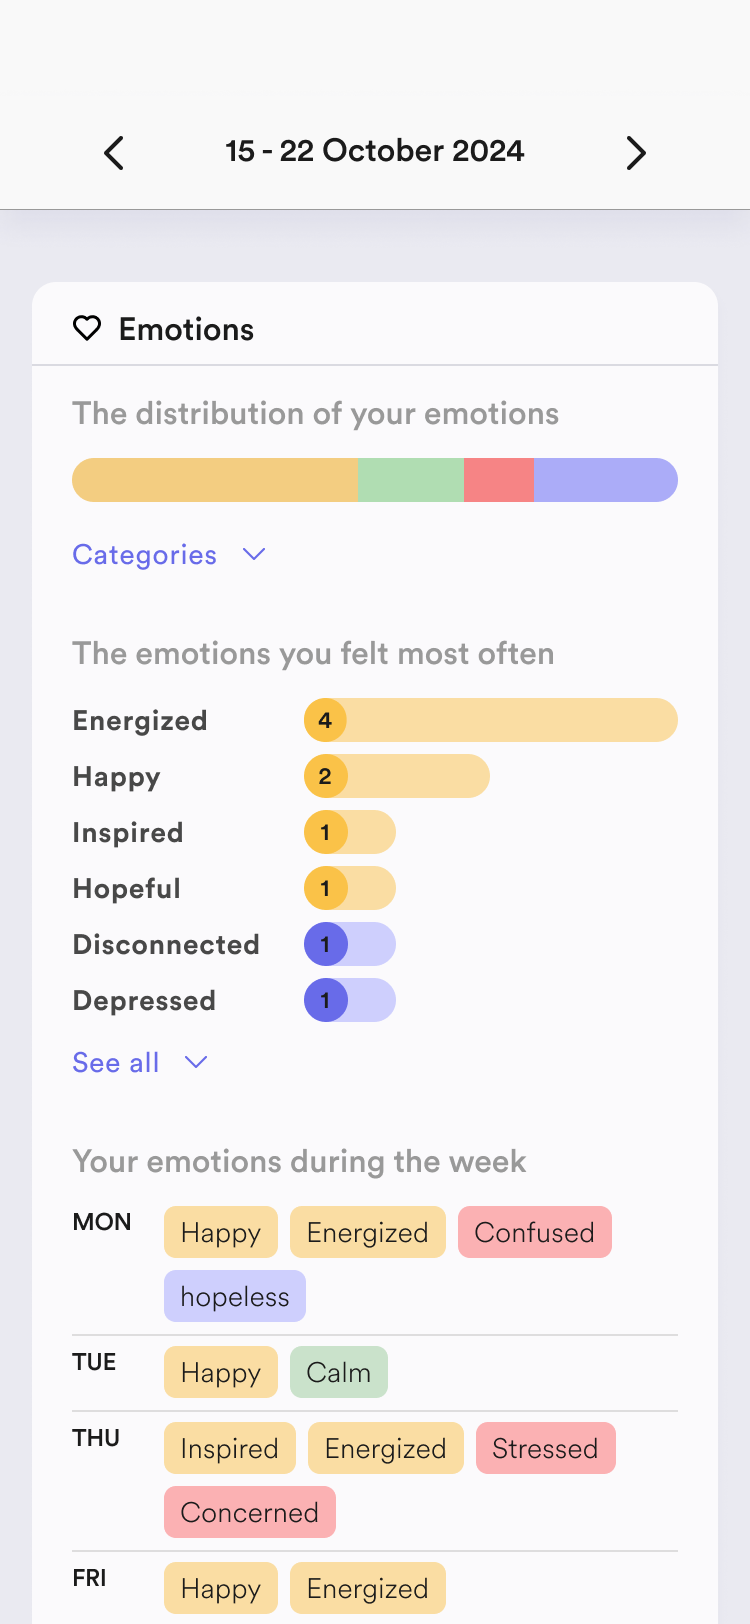 15 - 22 October 2024
Emotions
The distribution of your emotions
Categories
The emotions you felt most often
Energized 4
Happy 2
Inspired 1
Hopeful 1
Disconnected 1
Depressed 1
See all
Your emotions during the week
MON Happy Energized Confused
hopeless
TUE Happy Calm
THU Inspired Energized Stressed
Concerned
FRI Happy Energized